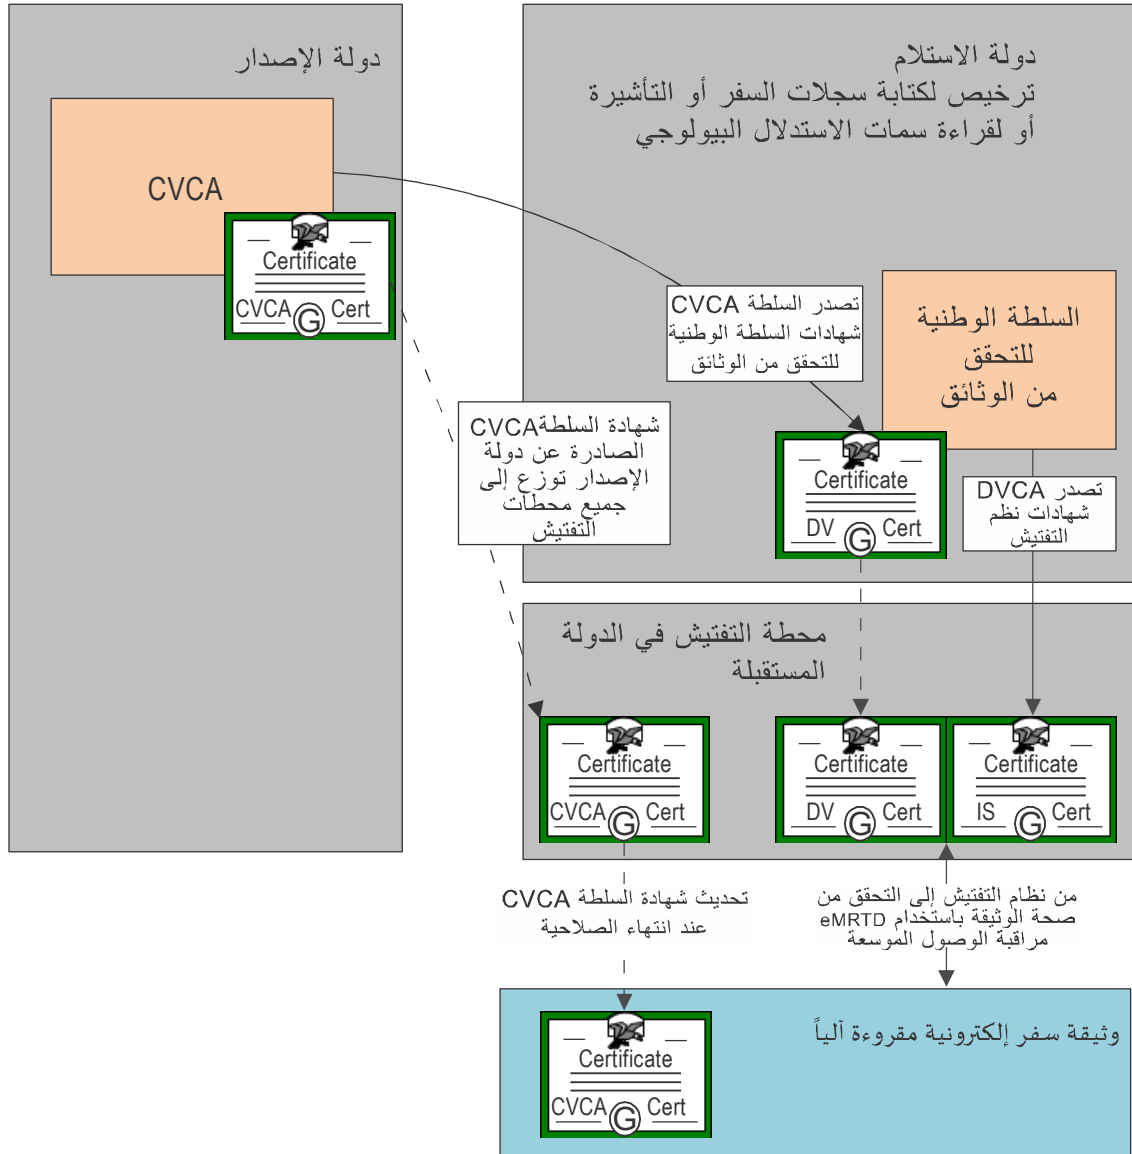 دولة الإصدار
CVCA
Certificate
CVCA G Cert
دولة الاستلام
ترخيص لكتابة سجلات السفر أو التأشيرة
أو لقراءة سمات الاستدلال البيولوجي
تصدر السلطة CVCA
شهادات السلطة الوطنية
للتحقق من الوثائق
السلطة الوطنية
للتحقق
من الوثائق
شهادة السلطةCVCA
الصادرة عن دولة
الإصدار توزع إلى
جميع محطات
التفتيش
Certificate
DV G Cert
تصدر DVCA
شهادات نظم
التفتيش
محطة التفتيش في الدولة
المستقبلة
Certificate
CVCA G Cert
Certificate
DV G Cert
Certificate
IS G Cert
تحديث شهادة السلطة CVCA
عند انتهاء الصلاحية
من نظام التفتيش إلى التحقق من
صحة الوثيقة باستخدام eMRTD
مراقبة الوصول الموسعة
وثيقة سفر إلكترونية مقروءة آلياً
Certificate
CVCA G Cert